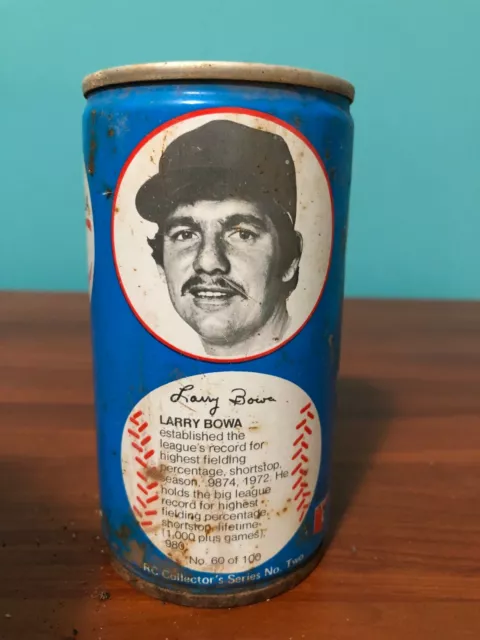 Larry Bowa
LARRY BOWA
established the
league's record for
highest fielding
percentage, shortstop,
season, .9874, 1972. He
holds the big league
record for highest
fielding percentage,
shortstop, lifetime
(1,000 plus games),
.980.
No. 60 of 100
RC Collector's Series No. Two